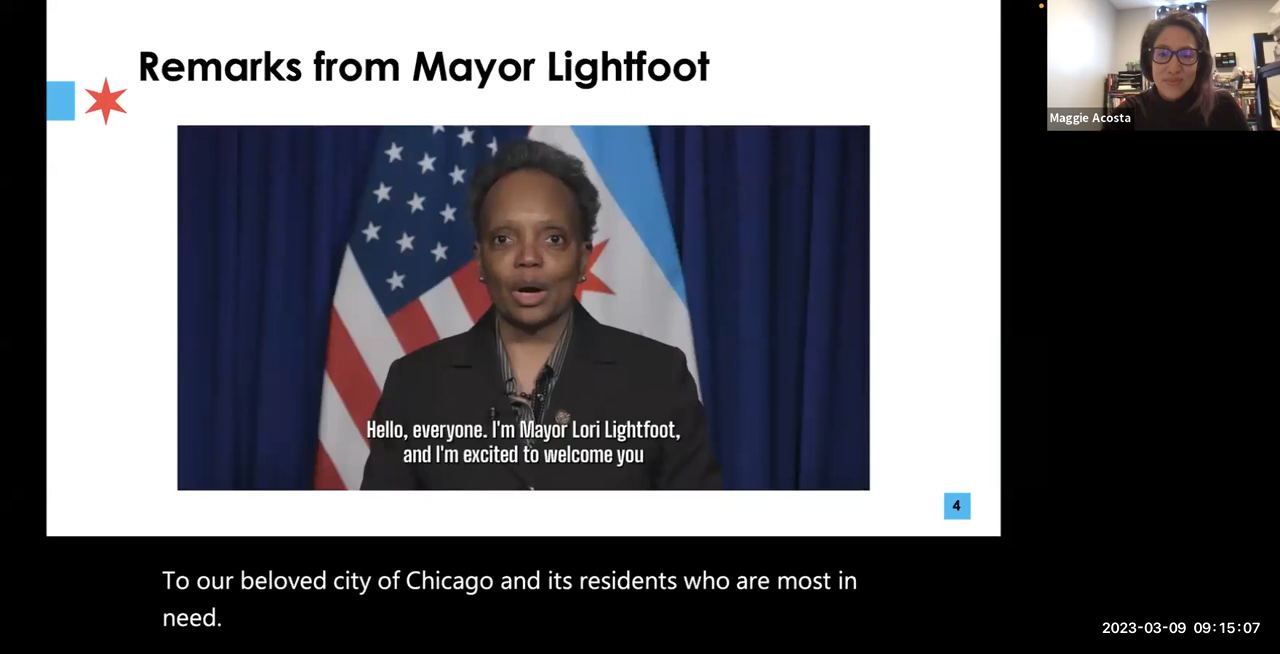 Remarks from Mayor Lightfoot
Maggie Acosta
Hello, everyone. I'm Mayor Lori Lightfoot,
and I'm excited to welcome you
4
To our beloved city of Chicago and its residents who are most in
need.
2023-03-09 09:15:07